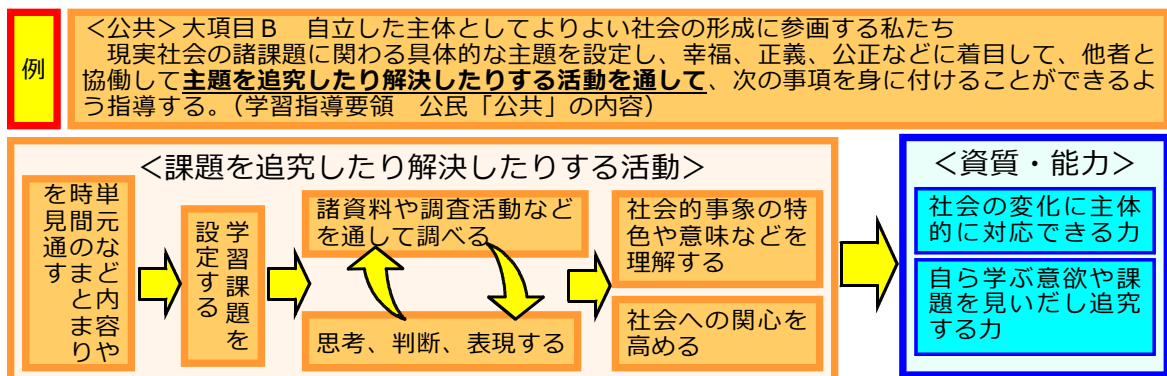 例
＜公共＞大項目Ｂ　自立した主体としてよりよい社会の形成に参画する私たち
　現実社会の諸課題に関わる具体的な主題を設定し、幸福、正義、公正などに着目して、他者と
協働して主題を追究したり解決したりする活動を通して、次の事項を身に付けることができるよ
う指導する。（学習指導要領　公民「公共」の内容）
＜課題を追究したり解決したりする活動＞
単元など内容や
時間のまとまり
を見通す
学習課題を
設定する
諸資料や調査活動など
を通して調べる
思考、判断、表現する
社会的事象の特
色や意味などを
理解する
社会への関心を
高める
＜資質・能力＞
社会の変化に主体
的に対応できる力
自ら学ぶ意欲や課
題を見いだし追究
する力